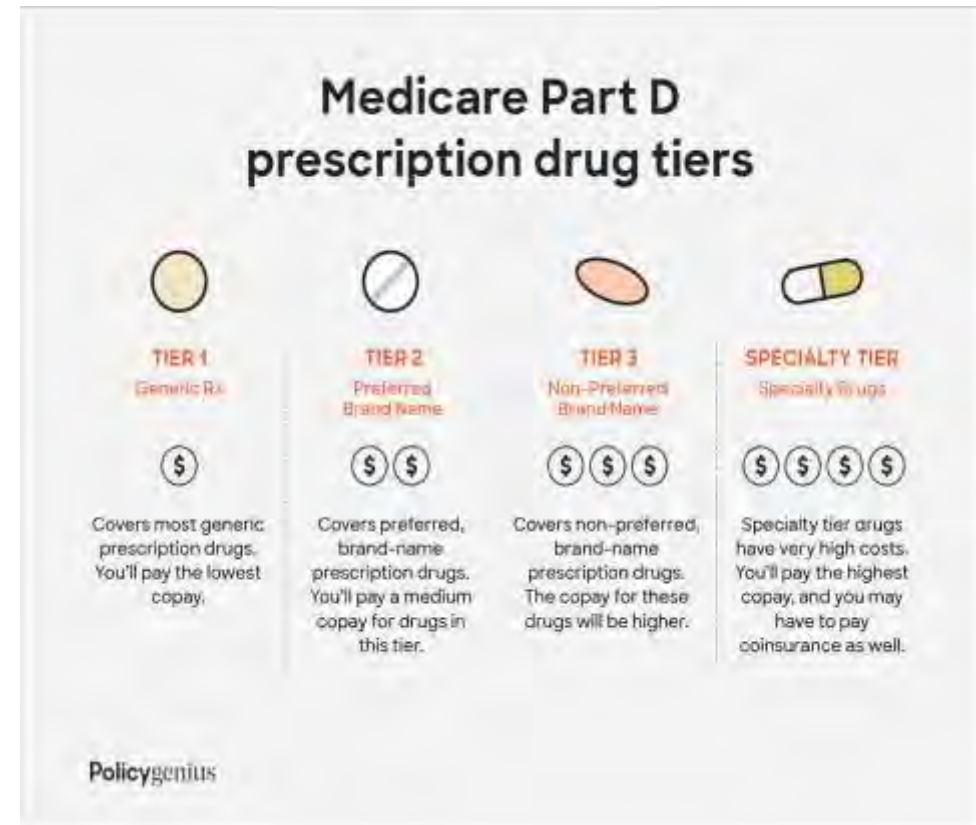 Medicare Part D
prescription drug tiers
TIER 1
Generic Rx
$
Covers most generic
prescription drugs.
You'll pay the lowest
copay.
TIER 2
Preferred
Brand Name
$ $
Covers preferred,
brand-name
prescription drugs.
You'll pay a medium
copay for drugs in
this tier.
TIER 3
Non-Preferred
Brand Name
$ $ $
Covers non-preferred,
brand-name
prescription drugs.
The copay for these
drugs will be higher.
SPECIALTY TIER
Specialty Drugs
$ $ $ $
Specialty tier drugs
have very high costs.
You'll pay the highest
copay, and you may
have to pay
coinsurance as well.
Policygenius